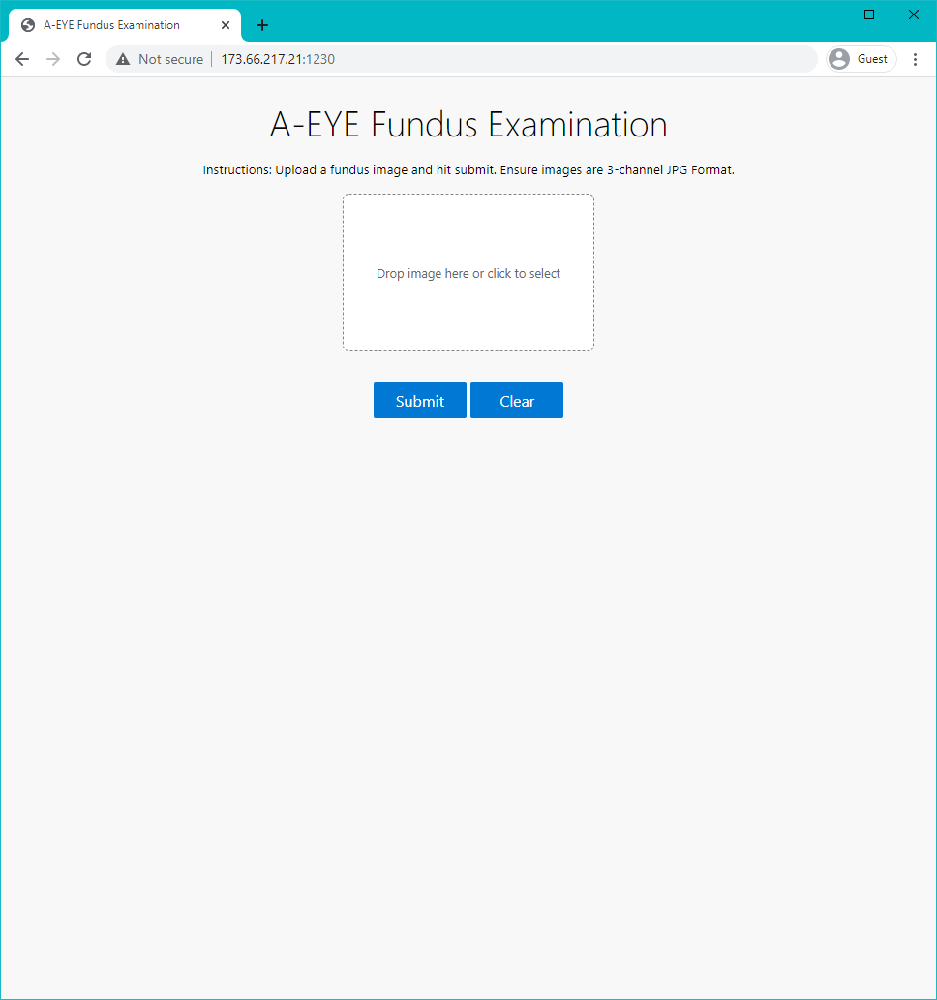 A-EYE Fundus Examination
Not secure
173.66.217.21:1230
Guest
A-EYE Fundus Examination
Instructions: Upload a fundus image and hit submit. Ensure images are 3-channel JPG Format.
Drop image here or click to select
Submit
Clear